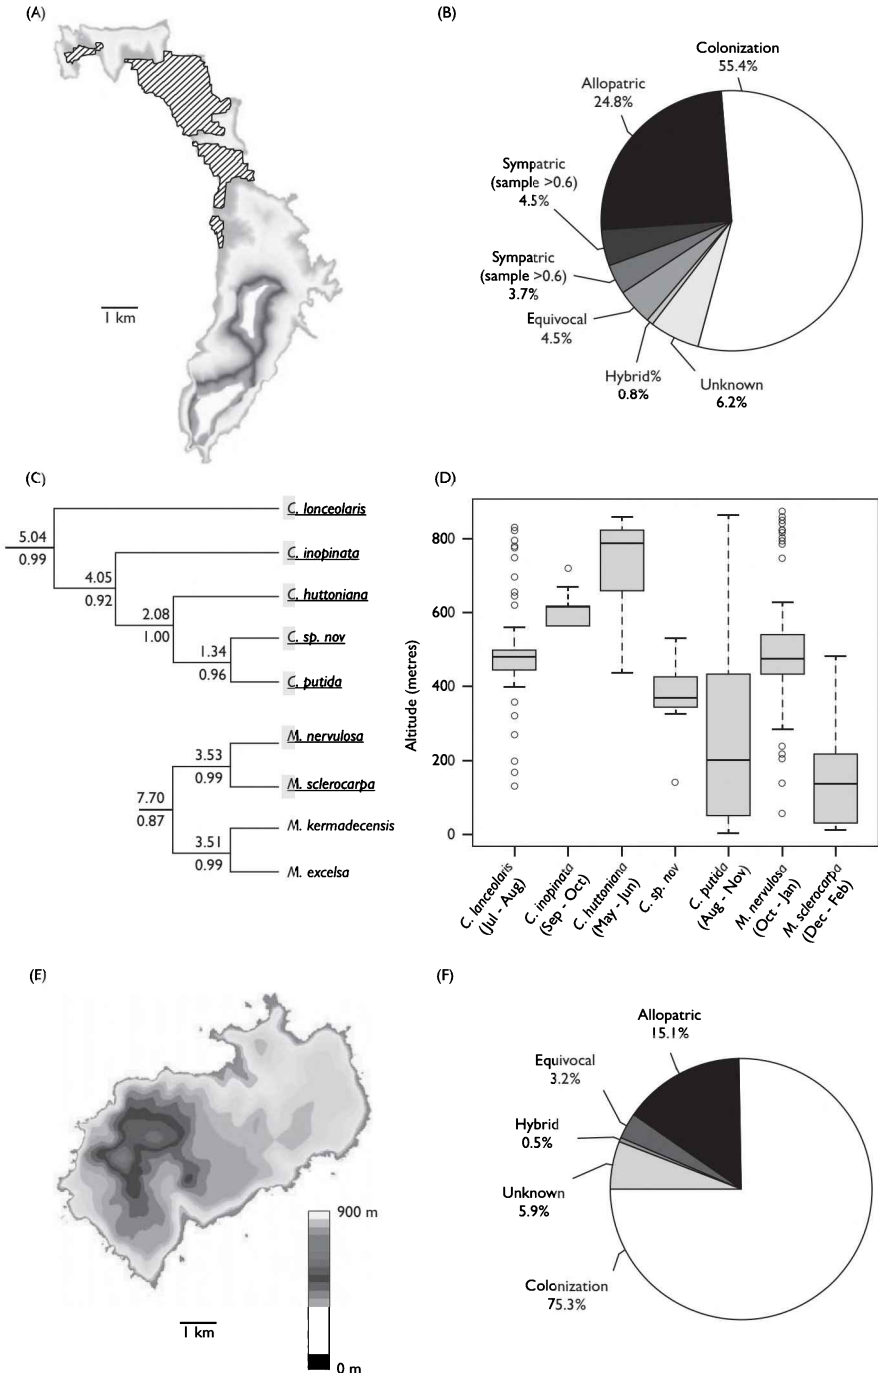 (A)
1 km
(B)
Colonization
55.4%
Allopatric
24.8%
Sympatric
(sample >0.6)
4.5%
Sympatric
(sample >0.6)
3.7%
Equivocal
4.5%
Hybrid%
0.8%
Unknown
6.2%
(C)
C. lonceolaris
5.04
0.99
C. inopinata
4.05
0.92
C. huttoniana
2.08
1.00
C. sp. nov
1.34
0.96
C. putida
M. nervulosa
3.53
0.99
M. sclerocarpa
7.70
0.87
M. kermadecensis
3.51
0.99
M. excelsa
(D)
Altitude (metres)
800
600
400
200
0
C. lanceolaris
(Jul - Aug)
C. inopinata
(Sep - Oct)
C. huttoniana
(May - Jun)
C. sp. nov
C. putida
(Aug - Nov)
M. nervulosa
(Oct - Jan)
M. sclerocarpa
(Dec - Feb)
(E)
900 m
0 m
1 km
(F)
Allopatric
15.1%
Equivocal
3.2%
Hybrid
0.5%
Unknown
5.9%
Colonization
75.3%